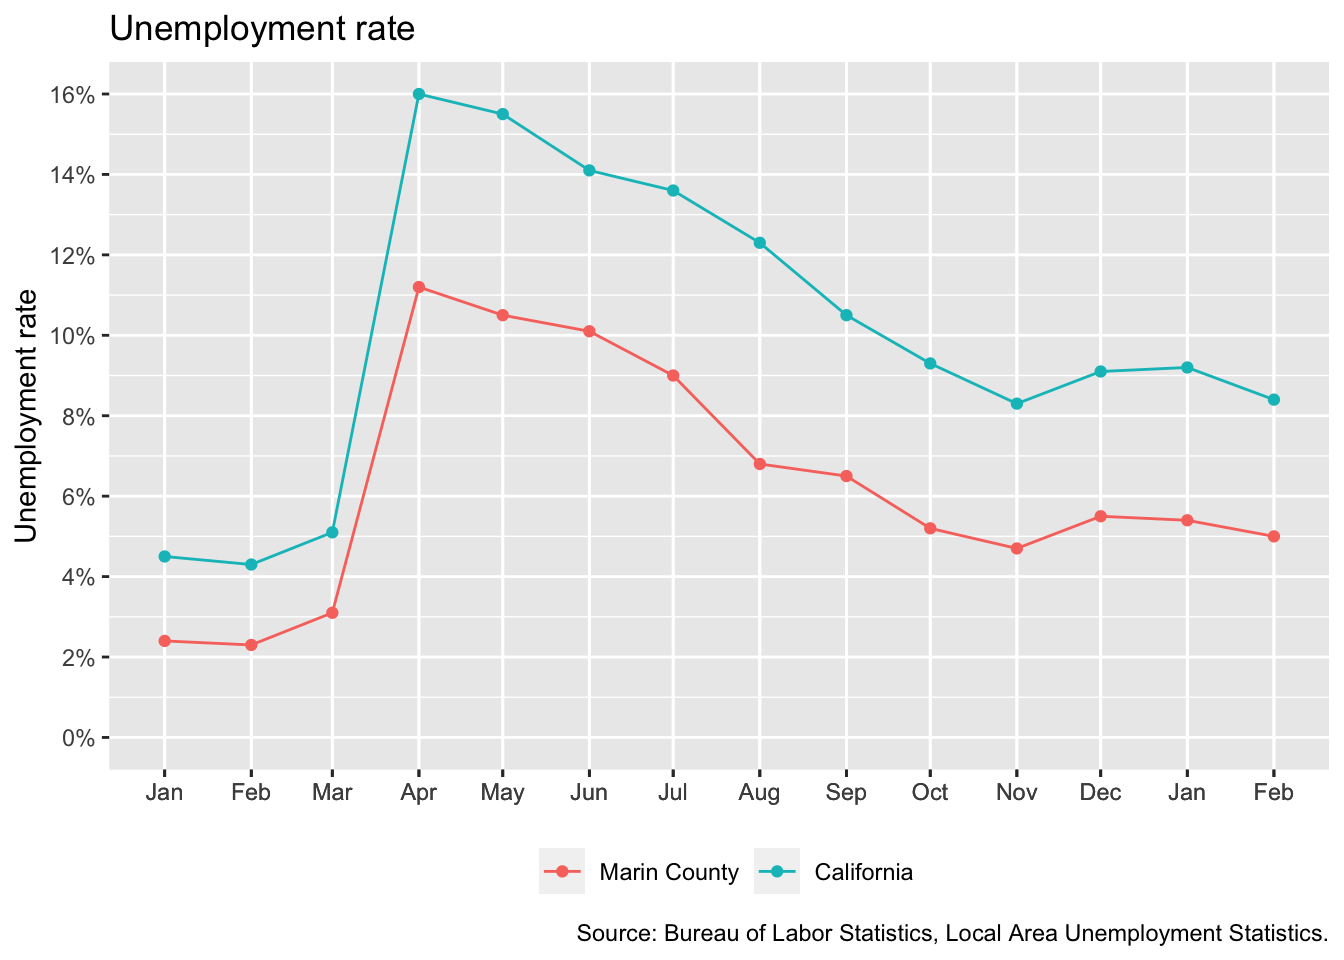 Unemployment rate
Unemployment rate
16%
14%
12%
10%
8%
6%
4%
2%
0%
Jan Feb Mar Apr May Jun Jul Aug Sep Oct Nov Dec Jan Feb
Marin County California
Source: Bureau of Labor Statistics, Local Area Unemployment Statistics.